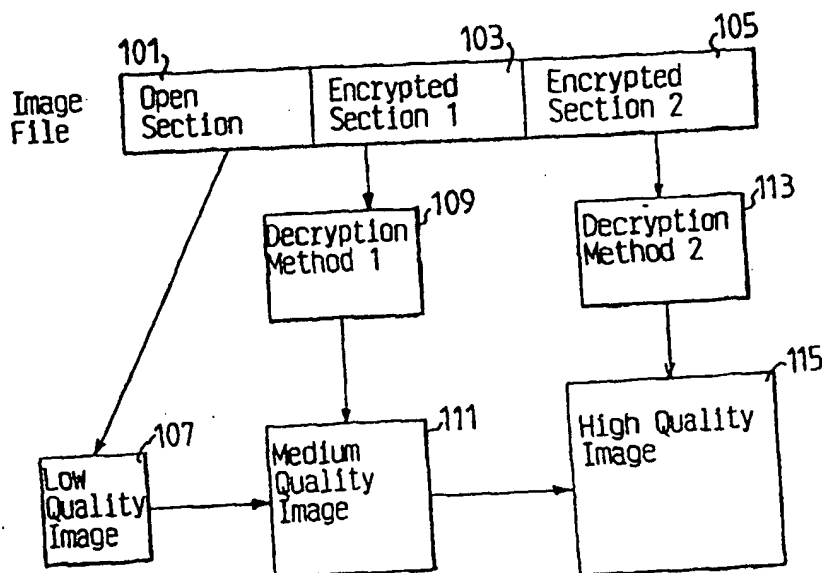 101
103
105
Image
File
Open
Section
Encrypted
Section 1
Encrypted
Section 2
109
Decryption
Method 1
113
Decryption
Method 2
107
Low
Quality
Image
111
Medium
Quality
Image
115
High Quality
Image